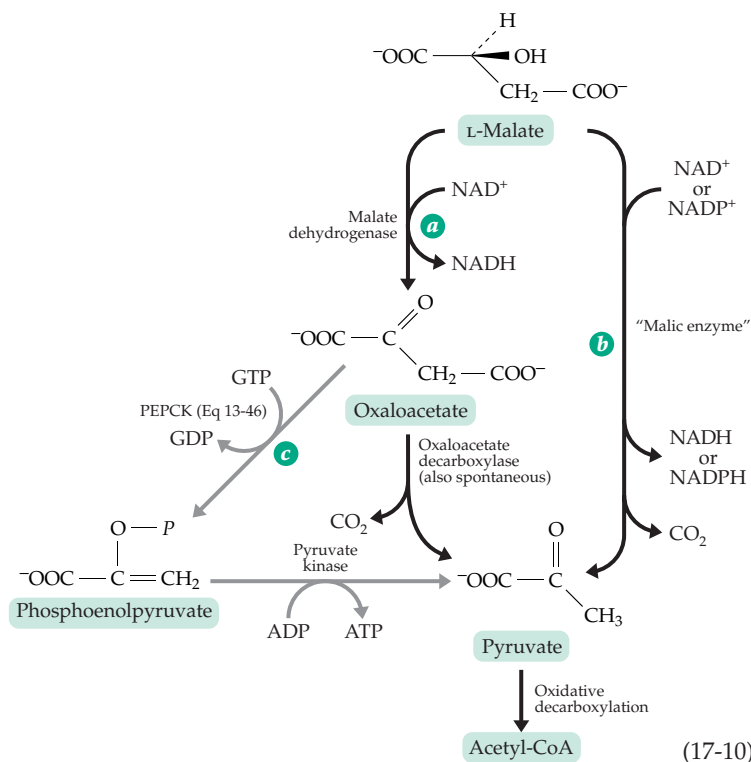 H
⁻OOC
OH
CH₂ — COO⁻
L-Malate
NAD⁺
Malate
dehydrogenase
a
NADH
NAD⁺
or
NADP⁺
"Malic enzyme"
b
O
⁻OOC — C
CH₂ — COO⁻
Oxaloacetate
GTP
PEPCK (Eq 13-46)
GDP
c
Oxaloacetate
decarboxylase
(also spontaneous)
CO₂
NADH
or
NADPH
CO₂
O — P
⁻OOC — C = CH₂
Phosphoenolpyruvate
Pyruvate
kinase
ADP
ATP
O
⁻OOC — C
CH₃
Pyruvate
Oxidative
decarboxylation
Acetyl-CoA
(17-10)